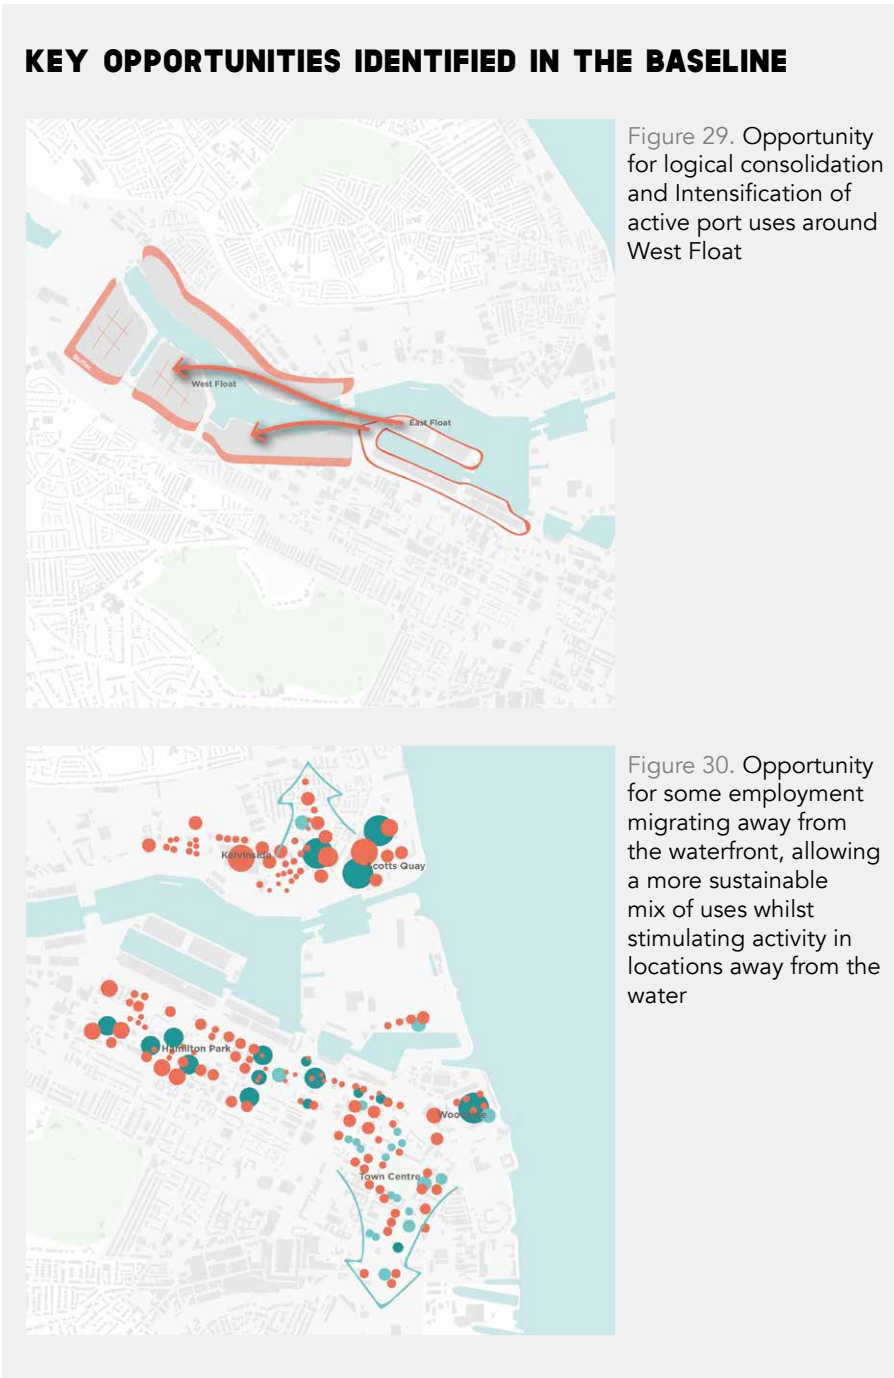 KEY OPPORTUNITIES IDENTIFIED IN THE BASELINE
Figure 29. Opportunity
for logical consolidation
and Intensification of
active port uses around
West Float
Buffer
West Float
East Float
Figure 30. Opportunity
for some employment
migrating away from
the waterfront, allowing
a more sustainable
mix of uses whilst
stimulating activity in
locations away from the
water
Kelvinside
Scotts Quay
Hamilton Park
Town Centre